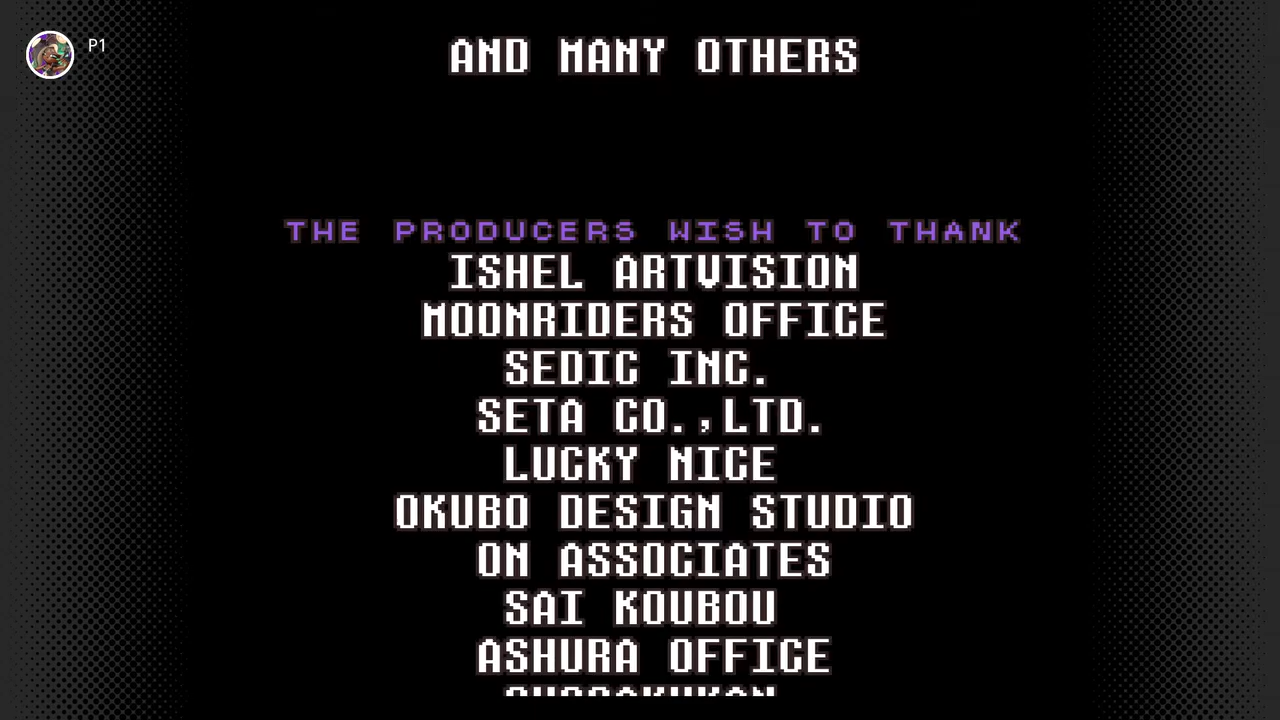 P1
AND MANY OTHERS
THE PRODUCERS WISH TO THANK
ISHEL ARTVISION
MOONRIDERS OFFICE
SEDIC INC.
SETA CO.,LTD.
LUCKY NICE
OKUBO DESIGN STUDIO
ON ASSOCIATES
SAI KOUBOU
ASHURA OFFICE